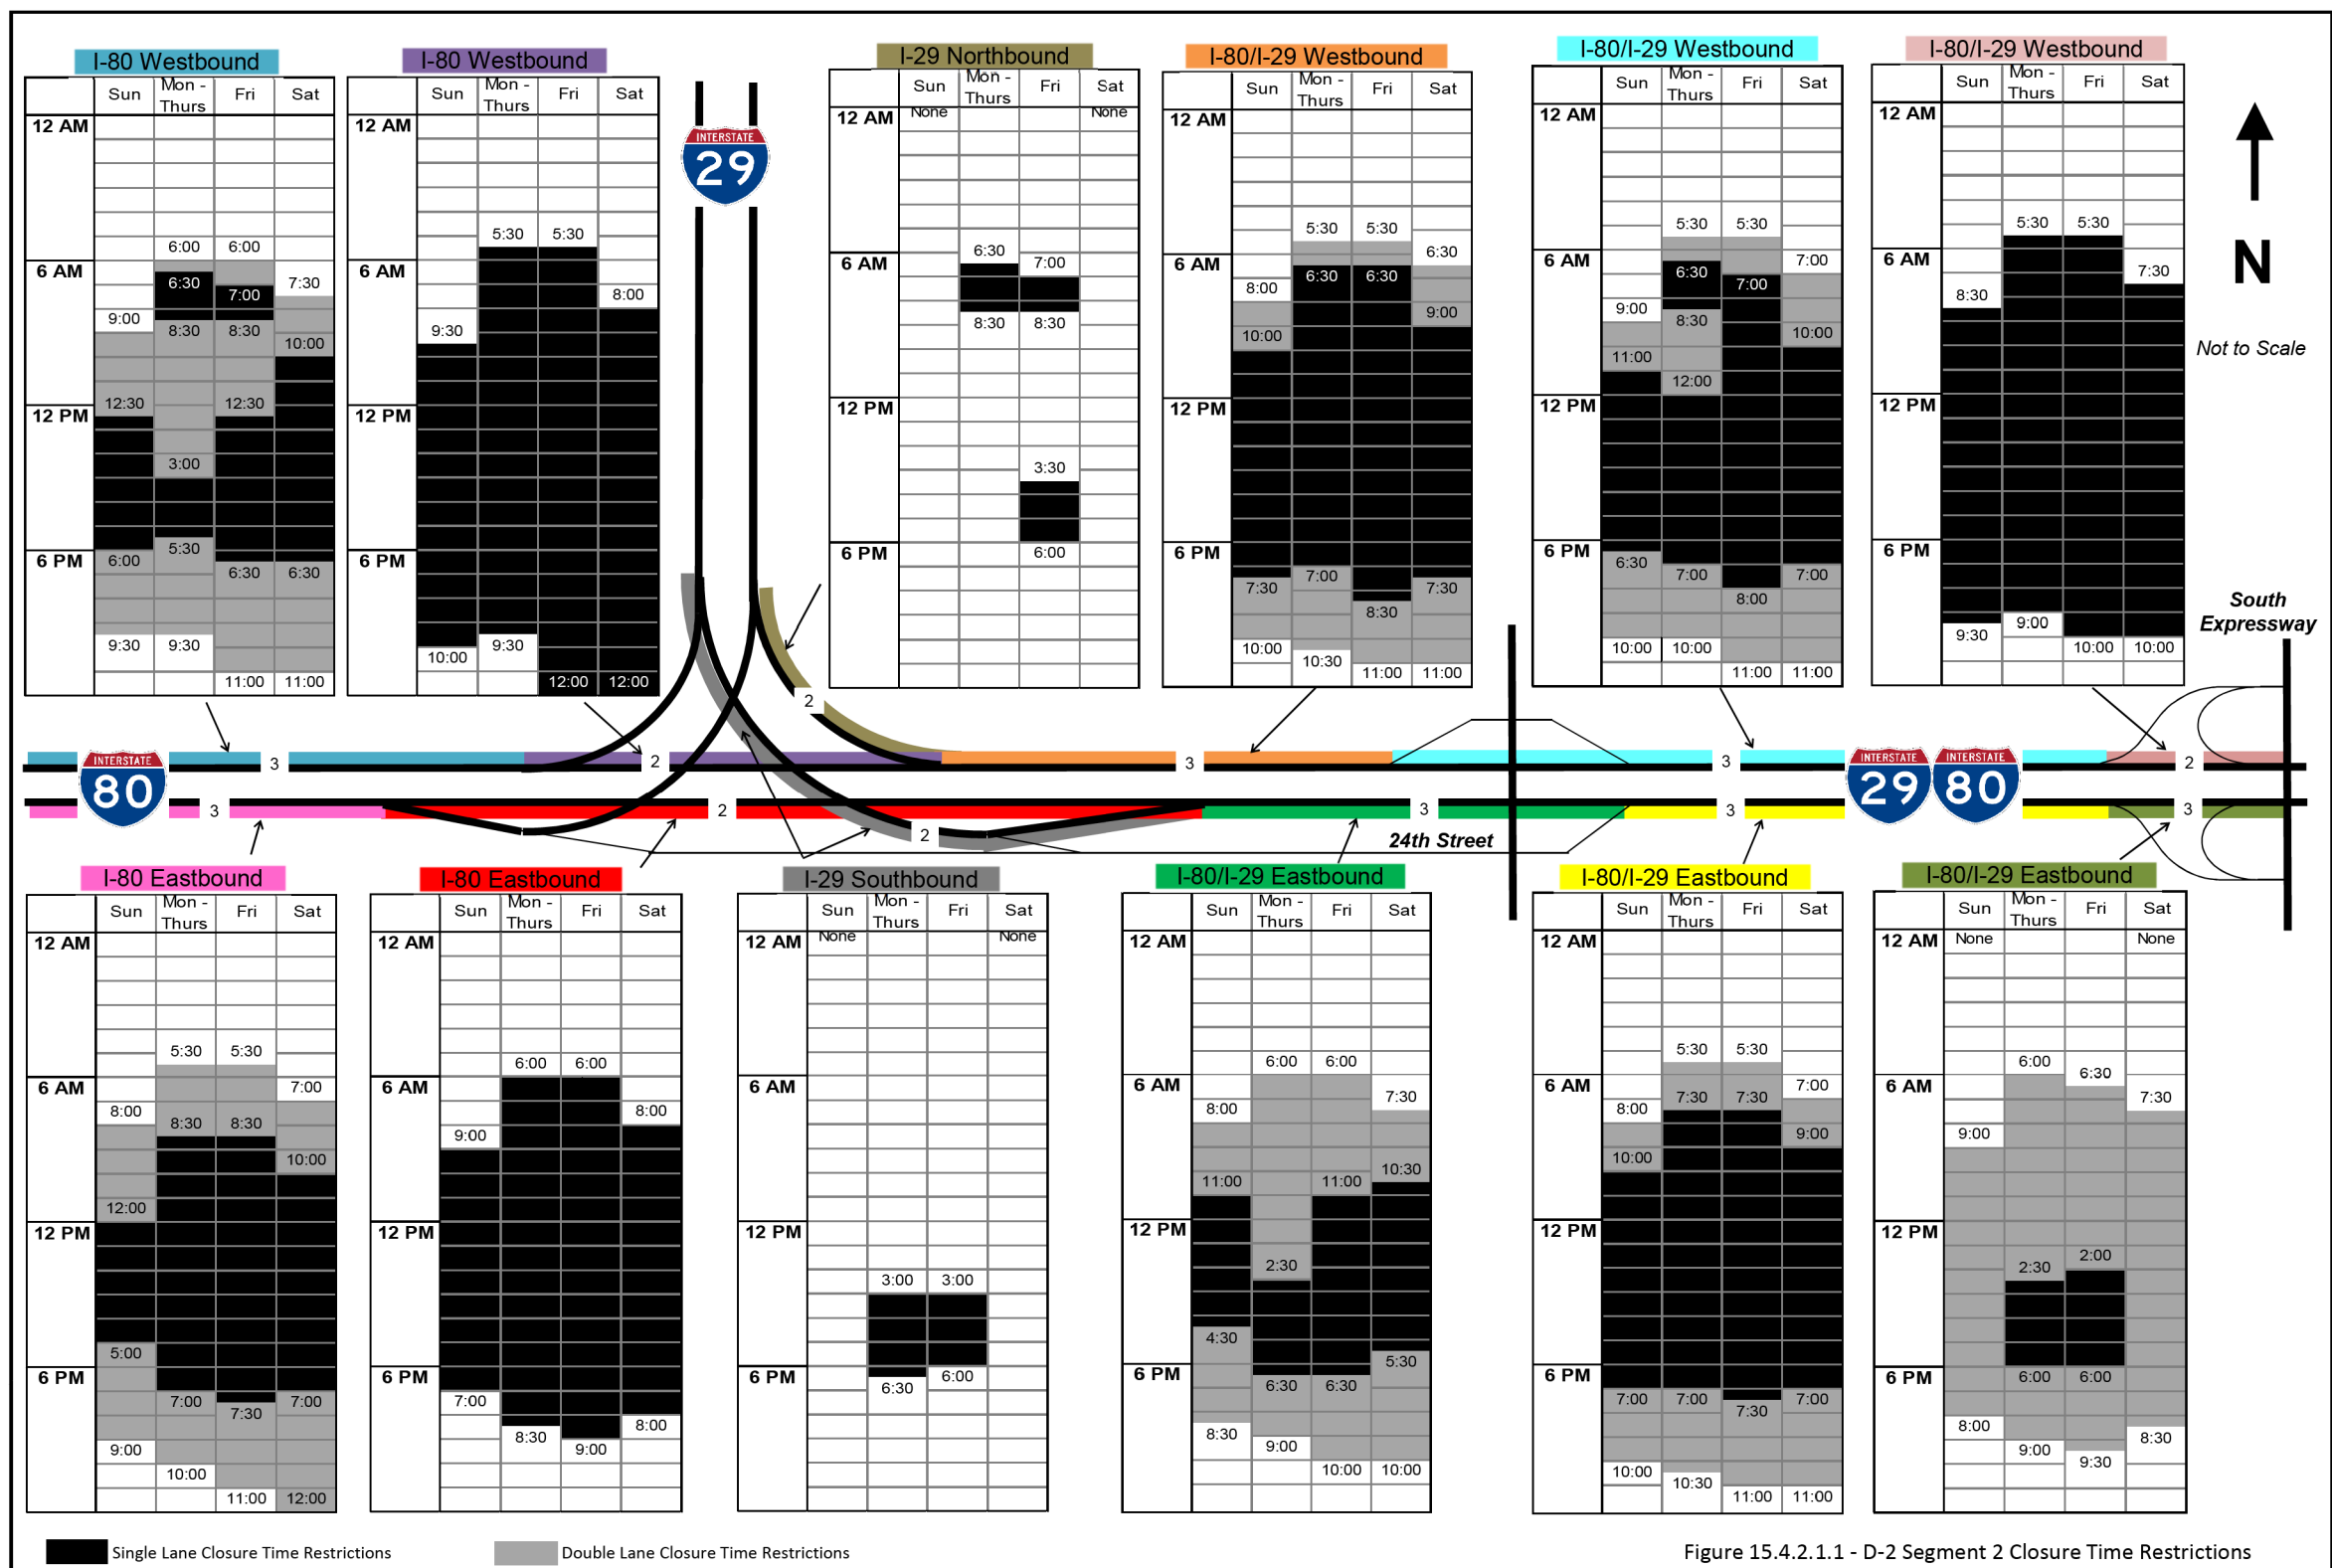 I-80 Westbound
Sun Mon - Thurs Fri Sat
12 AM
6:00 6:00
6 AM
6:30 7:00 7:30
9:00 8:30 8:30
10:00
12:30 12:30
12 PM
3:00
5:30
6 PM
6:00 6:30 6:30
9:30 9:30
11:00 11:00
I-80 Westbound
Sun Mon - Thurs Fri Sat
12 AM
5:30 5:30
6 AM
8:00
9:30
12 PM
6 PM
10:00 9:30
12:00 12:00
INTERSTATE
29
I-29 Northbound
Sun Mon - Thurs Fri Sat
12 AM None None
6:30
6 AM 7:00
8:30 8:30
12 PM
3:30
6 PM 6:00
I-80/I-29 Westbound
Sun Mon - Thurs Fri Sat
12 AM
5:30 5:30
6:30
6 AM
8:00 6:30 6:30
9:00
10:00
12 PM
6 PM
7:30 7:00 7:30
8:30
10:00 10:30
11:00 11:00
I-80/I-29 Westbound
Sun Mon - Thurs Fri Sat
12 AM
5:30 5:30
6 AM 7:00
6:30 7:00
9:00 8:30
10:00
11:00
12:00
12 PM
6 PM
6:30 7:00 7:00
8:00
10:00 10:00
11:00 11:00
I-80/I-29 Westbound
Sun Mon - Thurs Fri Sat
12 AM
5:30 5:30
6 AM
7:30
8:30
12 PM
6 PM
9:30 9:00
10:00 10:00
N
Not to Scale
South
Expressway
INTERSTATE
80
3
2
2
3
3
INTERSTATE
29
INTERSTATE
80
2
3
2
2
3
3
3
24th Street
I-80 Eastbound
Sun Mon - Thurs Fri Sat
12 AM
5:30 5:30
6 AM 7:00
8:00 8:30 8:30
10:00
12:00
12 PM
5:00
6 PM
7:00 7:30 7:00
9:00
10:00
11:00 12:00
I-80 Eastbound
Sun Mon - Thurs Fri Sat
12 AM
6:00 6:00
6 AM
8:00
9:00
12 PM
6 PM
7:00
8:00
8:30 9:00
I-29 Southbound
Sun Mon - Thurs Fri Sat
12 AM None None
6 AM
12 PM
3:00 3:00
6 PM
6:30 6:00
I-80/I-29 Eastbound
Sun Mon - Thurs Fri Sat
12 AM
6:00 6:00
6 AM
8:00 7:30
10:30
11:00 11:00
12 PM
2:30
4:30
5:30
6 PM
6:30 6:30
8:30 9:00
10:00 10:00
I-80/I-29 Eastbound
Sun Mon - Thurs Fri Sat
12 AM
5:30 5:30
6 AM 7:00
8:00 7:30 7:30
9:00
10:00
12 PM
6 PM
7:00 7:00 7:30 7:00
10:00 10:30
11:00 11:00
I-80/I-29 Eastbound
Sun Mon - Thurs Fri Sat
12 AM None None
6:00 6:30
6 AM
7:30
9:00
12 PM
2:30 2:00
6 PM 6:00 6:00
8:00 8:30
9:00 9:30
Single Lane Closure Time Restrictions
Double Lane Closure Time Restrictions
Figure 15.4.2.1.1 - D-2 Segment 2 Closure Time Restrictions